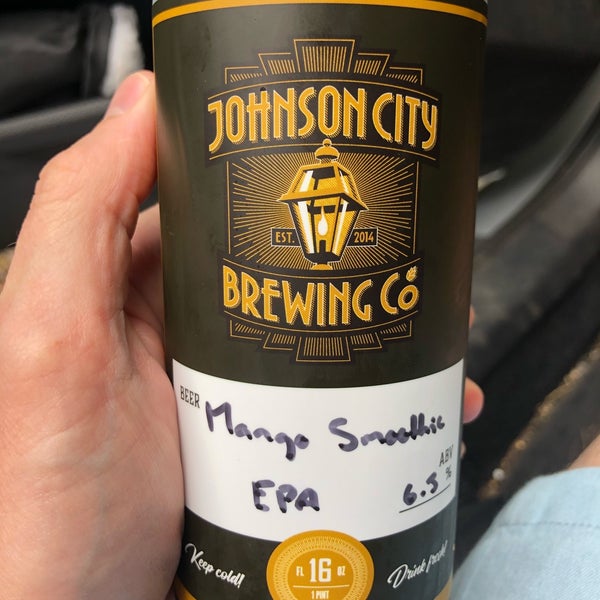 JOHNSON CITY
EST. 2014
BREWING Co
BEER Mango Smoothie
EPA
ABV
6.5 %
Keep cold!
FL 16 OZ
1 PINT
Drink fresh!